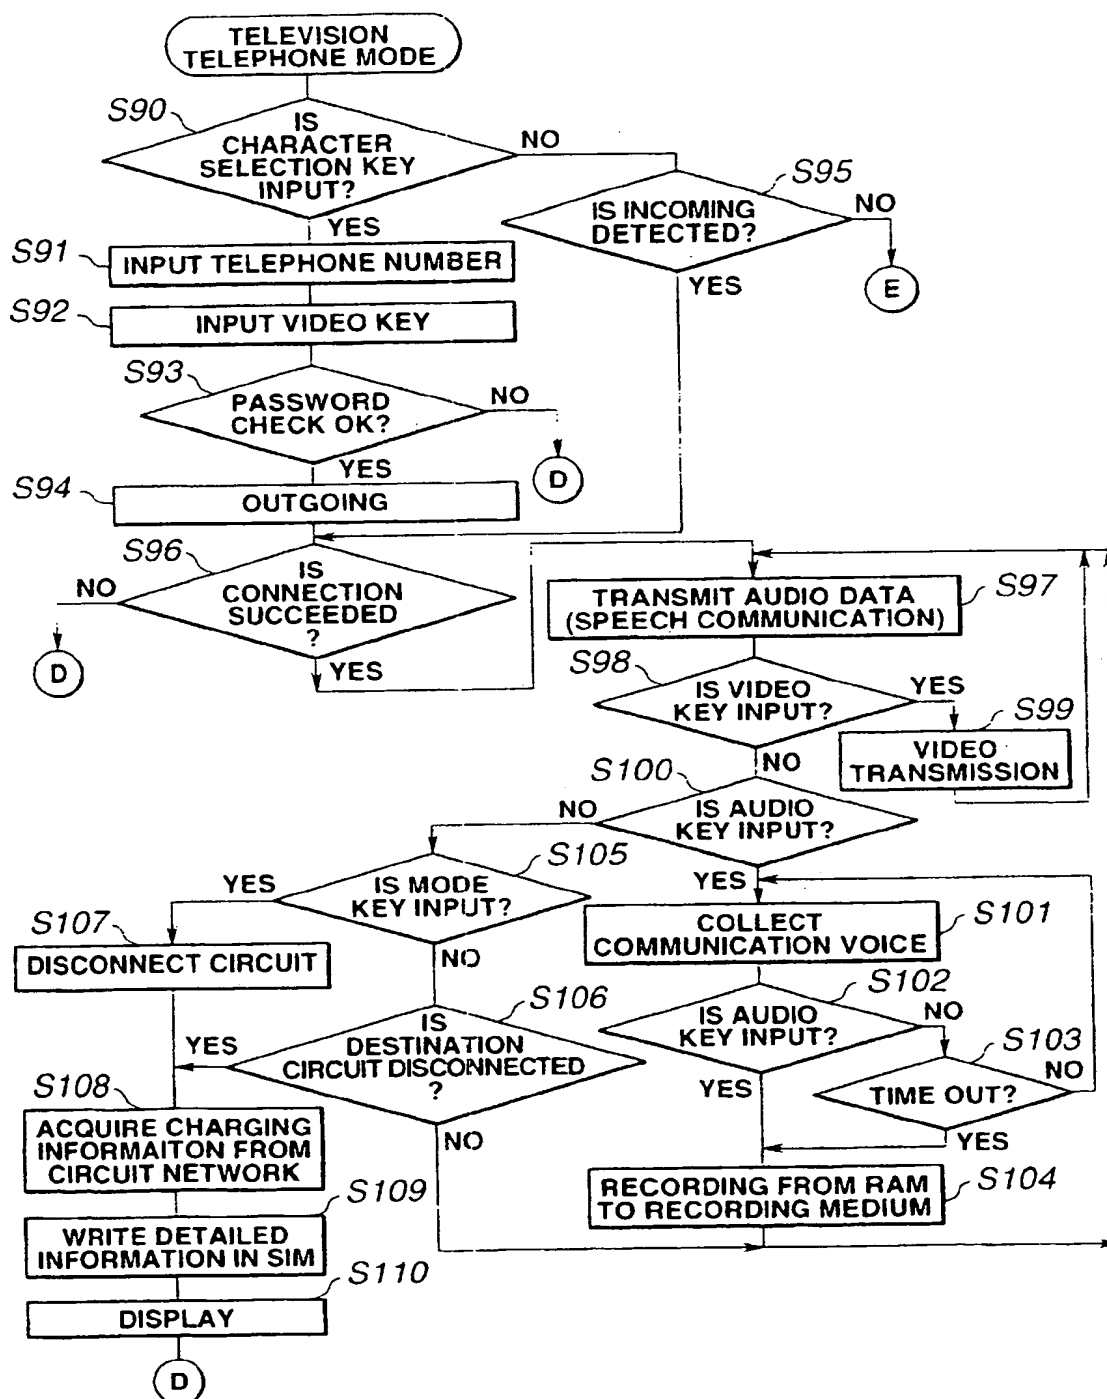 TELEVISION
TELEPHONE MODE
S90
IS
CHARACTER
SELECTION KEY
INPUT?
NO
YES
S95
IS INCOMING
DETECTED?
NO
YES
E
S91
INPUT TELEPHONE NUMBER
S92
INPUT VIDEO KEY
S93
PASSWORD
CHECK OK?
NO
YES
D
S94
OUTGOING
S96
IS
CONNECTION
SUCCEEDED
?
NO
YES
D
S97
TRANSMIT AUDIO DATA
(SPEECH COMMUNICATION)
S98
IS VIDEO
KEY INPUT?
YES
NO
S99
VIDEO
TRANSMISSION
S100
IS AUDIO
KEY INPUT?
NO
YES
S105
IS MODE
KEY INPUT?
YES
NO
S107
DISCONNECT CIRCUIT
S101
COLLECT
COMMUNICATION VOICE
S102
IS AUDIO
KEY INPUT?
NO
YES
S103
TIME OUT?
NO
YES
S106
IS
DESTINATION
CIRCUIT DISCONNECTED
?
YES
NO
S108
ACQUIRE CHARGING
INFORMAITON FROM
CIRCUIT NETWORK
S104
RECORDING FROM RAM
TO RECORDING MEDIUM
S109
WRITE DETAILED
INFORMATION IN SIM
S110
DISPLAY
D